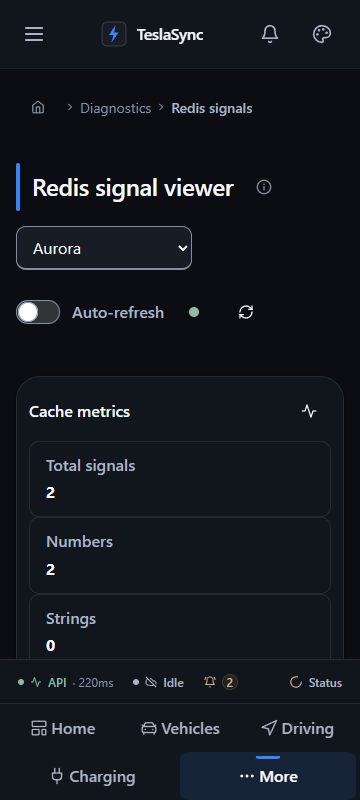 TeslaSync
Diagnostics Redis signals
Redis signal viewer
Aurora
Auto-refresh
Cache metrics
Total signals
2
Numbers
2
Strings
0
API · 220ms Idle 2 Status
Home Vehicles Driving
Charging More